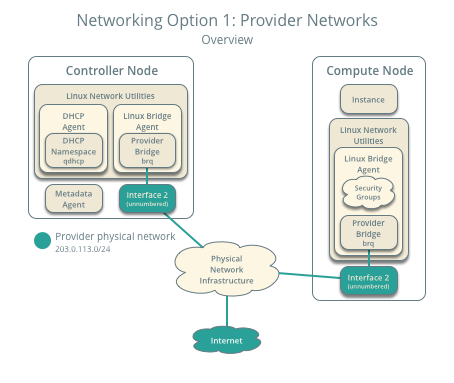 Networking Option 1: Provider Networks
Overview
Controller Node
Linux Network Utilities
DHCP
Agent
DHCP
Namespace
qdhcp
Linux Bridge
Agent
Provider
Bridge
brq
Metadata
Agent
Interface 2
(unnumbered)
Provider physical network
203.0.113.0/24
Compute Node
Instance
Linux Network
Utilities
Linux Bridge
Agent
Security
Groups
Provider
Bridge
brq
Interface 2
(unnumbered)
Physical
Network
Infrastructure
Internet